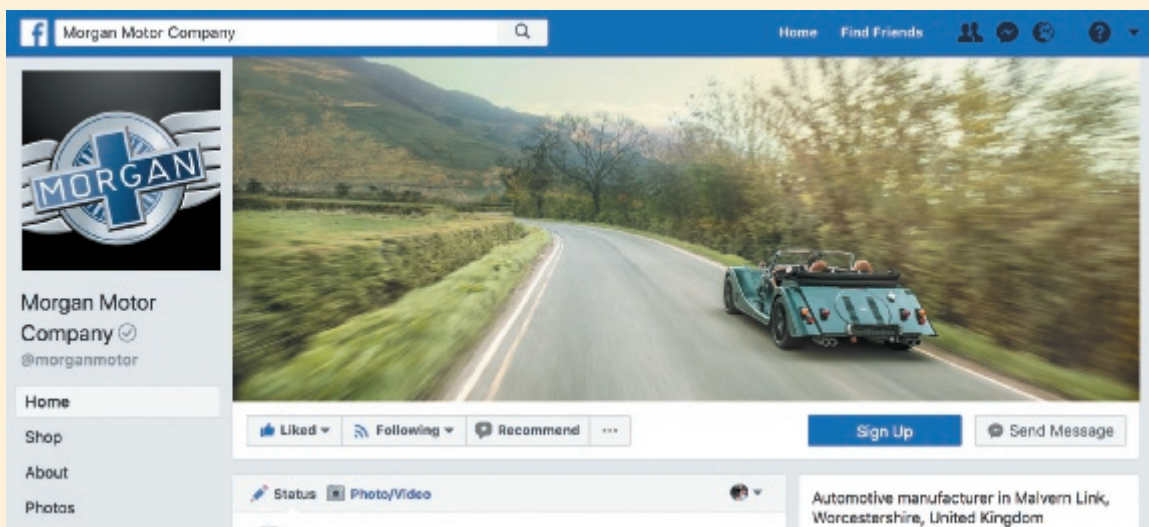 Morgan Motor Company
Home Find Friends
MORGAN
Morgan Motor
Company
@morganmotor
Home
Shop
About
Photos
Liked Following Recommend ...
Sign Up Send Message
Status Photo/Video
Automotive manufacturer in Malvern Link,
Worcestershire, United Kingdom